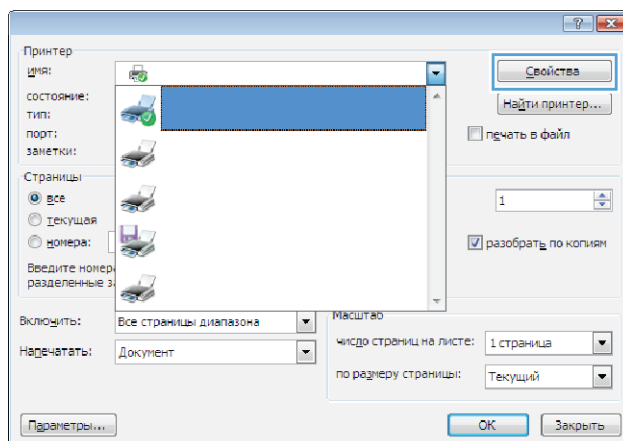 Принтер
имя:
Свойства
состояние:
Найти принтер...
тип:
порт:
печать в файл
заметки:
Страницы
все
1
текущая
номера:
разобрать по копиям
Введите номер
разделенные з
Включить:
Все страницы диапазона
Напечатать:
Документ
Масштаб
число страниц на листе:
1 страница
по размеру страницы:
Текущий
Параметры...
ОК
Закрыть